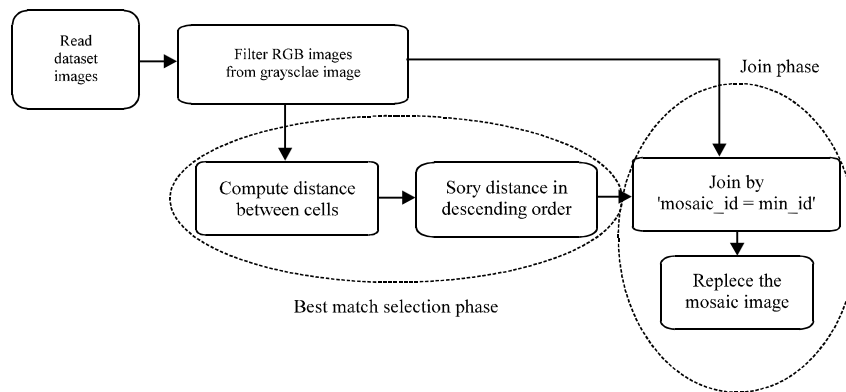 Read
dataset
images
Filter RGB images
from graysclae image
Join phase
Compute distance
between cells
Sory distance in
descending order
Join by
'mosaic_id = min_id'
Replece the
mosaic image
Best match selection phase